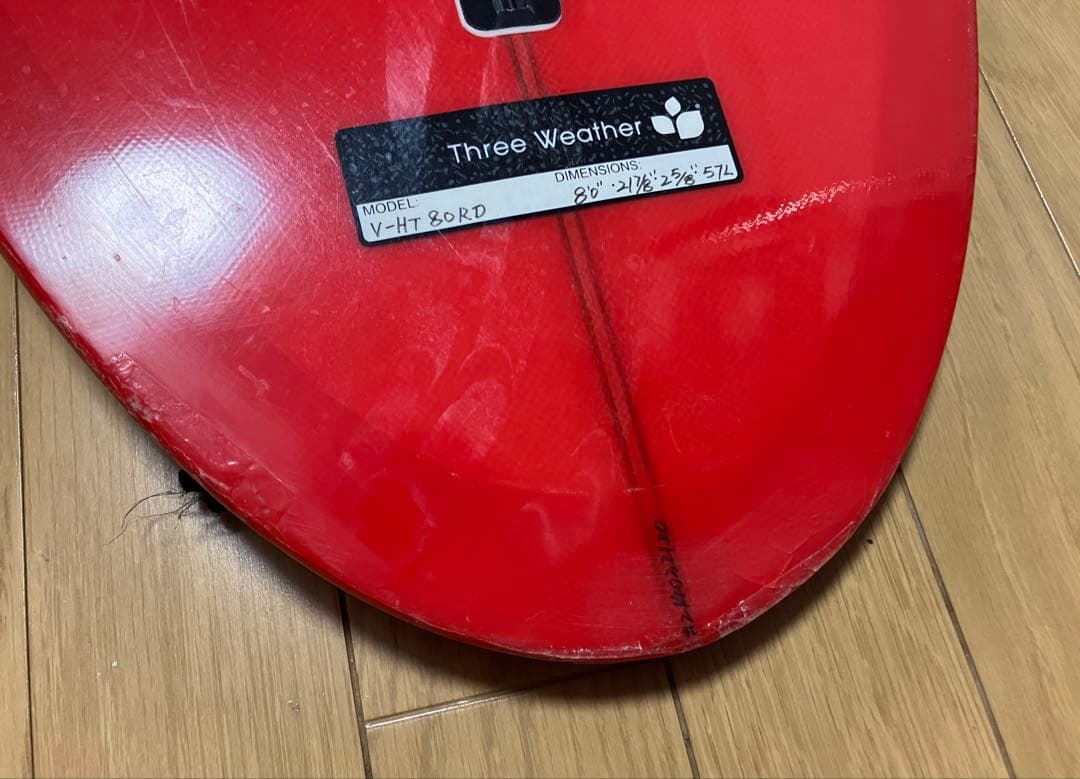 Three Weather
DIMENSIONS:
8'0" · 21 7/8" · 2 5/8" · 57L
MODEL:
V-HT 80RD